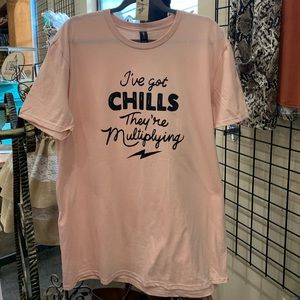 I've got
CHILLS
They're
Multiplying